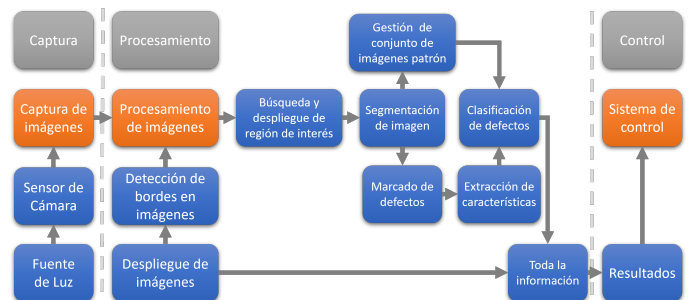 Captura
Procesamiento
Gestión de
conjunto de
imágenes patrón
Control
Captura de
imágenes
Procesamiento
de imágenes
Búsqueda y
despliegue de
región de interés
Segmentación
de imagen
Clasificación
de defectos
Sistema de
control
Sensor de
Cámara
Detección de
bordes en
imágenes
Marcado de
defectos
Extracción de
características
Fuente
de Luz
Despliegue de
imágenes
Toda la
información
Resultados